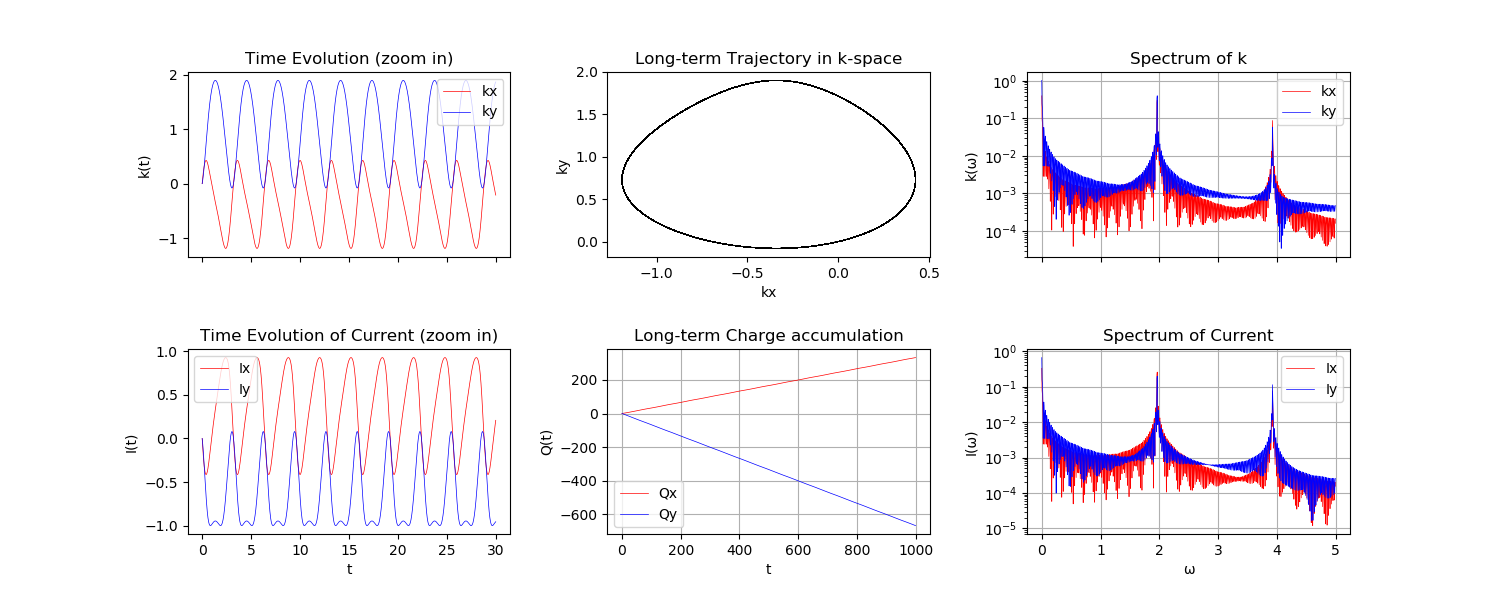 Time Evolution (zoom in)
k(t)
2
1
0
−1
kx
ky
Long-term Trajectory in k-space
ky
2.0
1.5
1.0
0.5
0.0
−1.0 −0.5 0.0 0.5
kx
Spectrum of k
k(ω)
10⁰
10⁻¹
10⁻²
10⁻³
10⁻⁴
kx
ky
Time Evolution of Current (zoom in)
I(t)
1.0
0.5
0.0
−0.5
−1.0
Ix
Iy
0 5 10 15 20 25 30
t
Long-term Charge accumulation
Q(t)
200
0
−200
−400
−600
Qx
Qy
0 200 400 600 800 1000
t
Spectrum of Current
I(ω)
10⁰
10⁻¹
10⁻²
10⁻³
10⁻⁴
10⁻⁵
Ix
Iy
0 1 2 3 4 5
ω